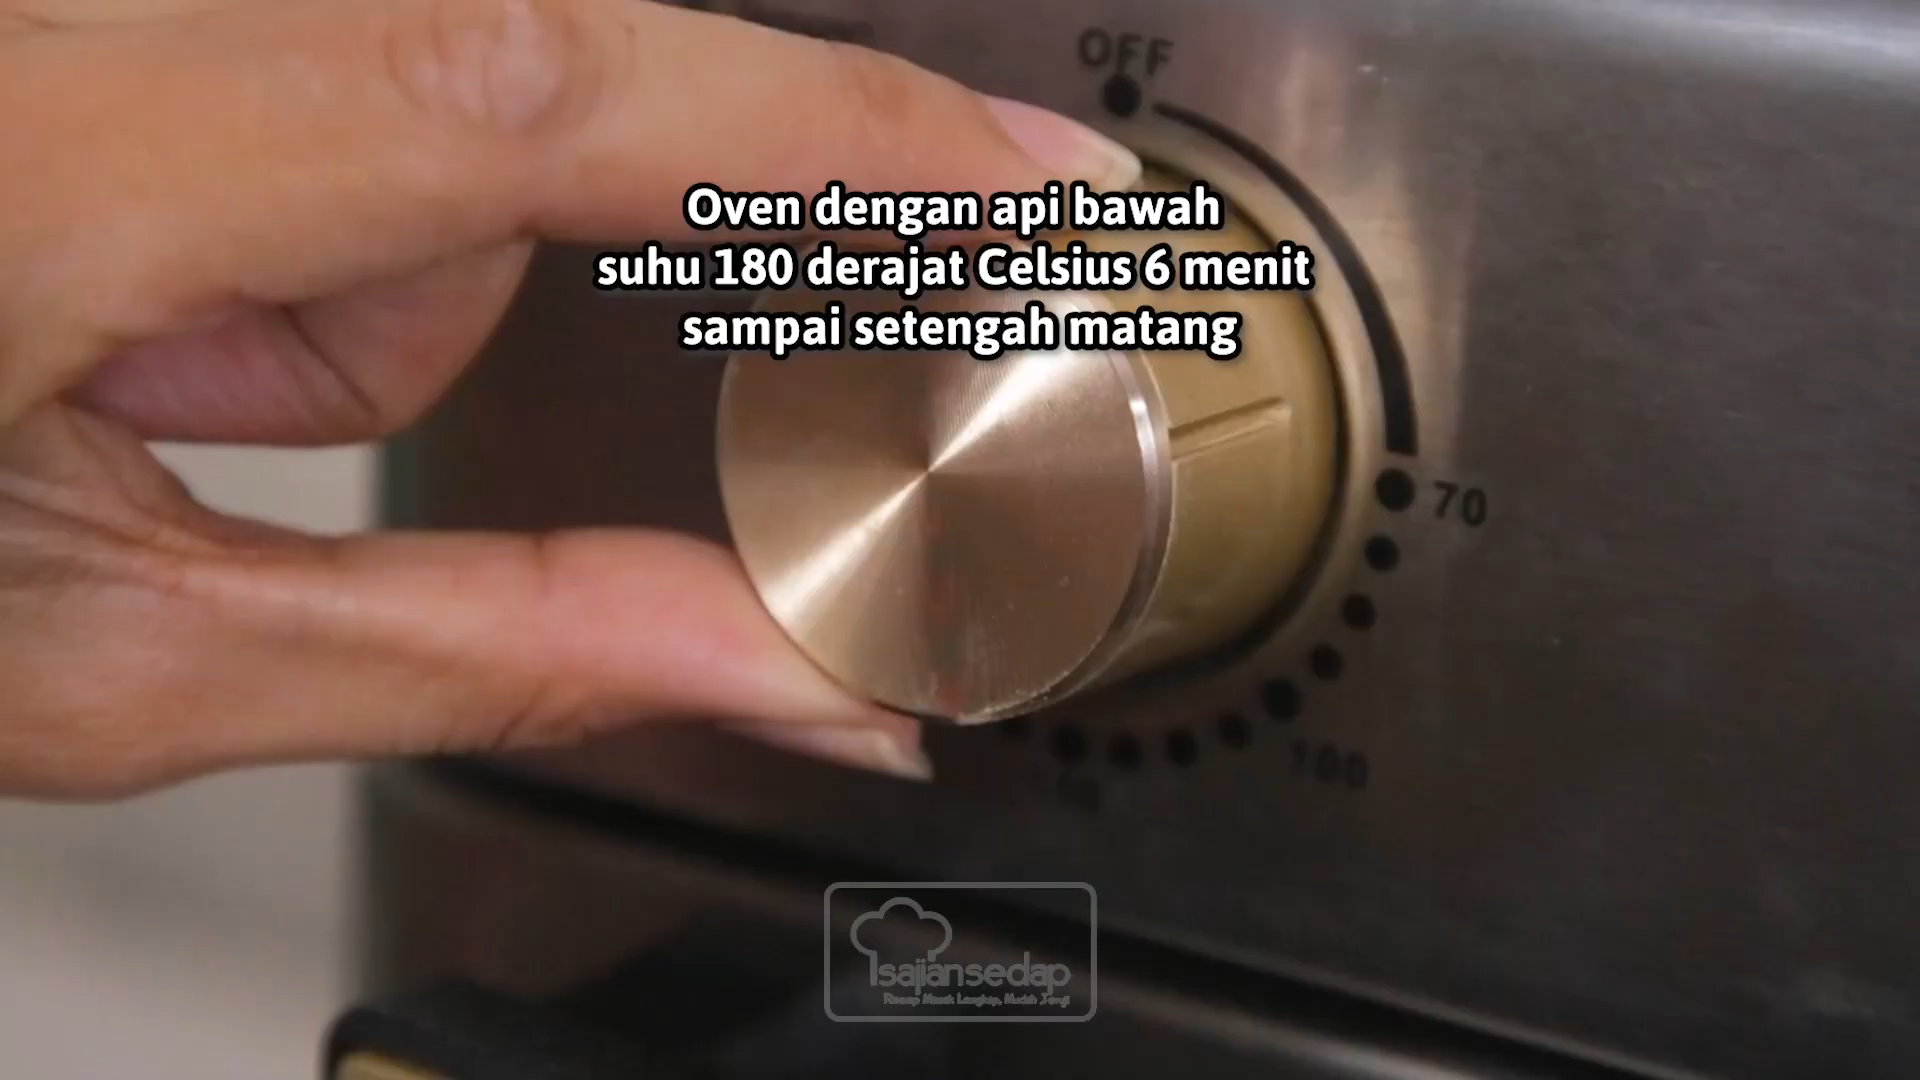 OFF
Oven dengan api bawah
suhu 180 derajat Celsius 6 menit
sampai setengah matang
70
100
sajiansedap